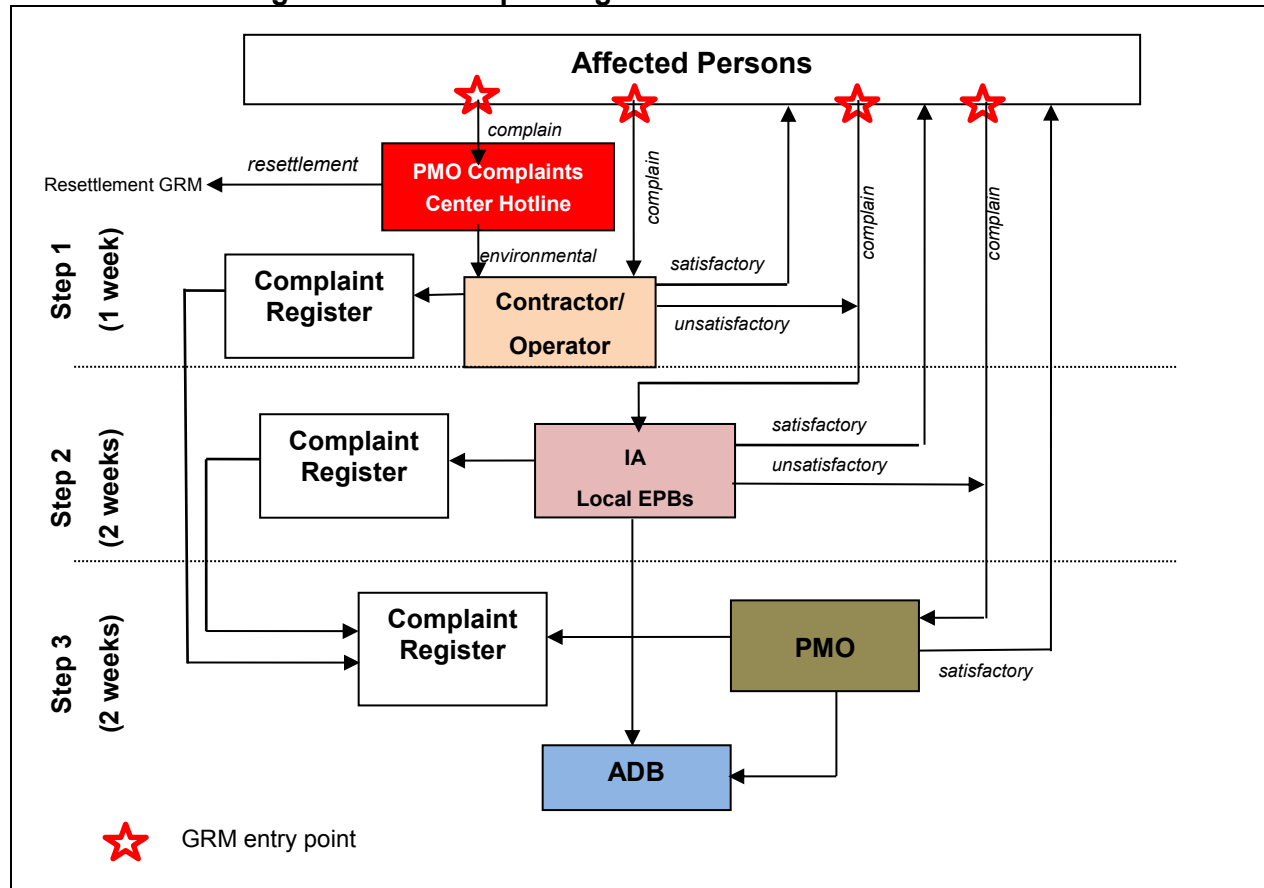 Affected Persons
complain
resettlement
Resettlement GRM
PMO Complaints
Center Hotline
complain
complain
complain
Step 1
(1 week)
environmental
satisfactory
Complaint
Register
Contractor/
Operator
unsatisfactory
Step 2
(2 weeks)
Complaint
Register
IA
Local EPBs
satisfactory
unsatisfactory
Step 3
(2 weeks)
Complaint
Register
PMO
satisfactory
ADB
GRM entry point